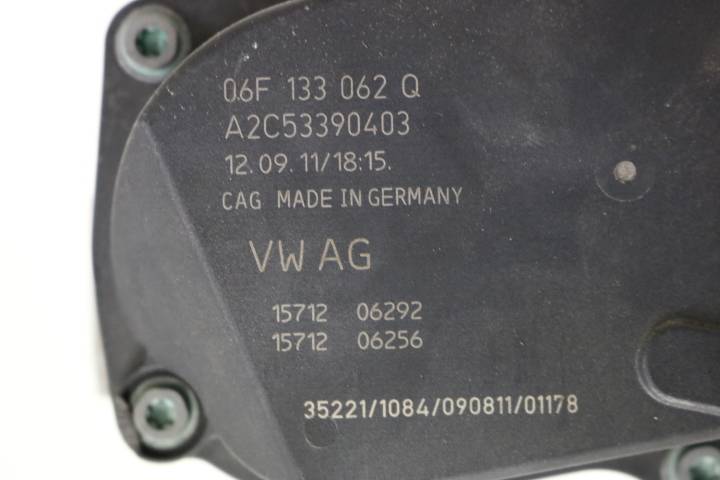 06F 133 062 Q
A2C53390403
12.09.11/18:15.
CAG MADE IN GERMANY
VW AG
15712 06292
15712 06256
35221/1084/090811/01178